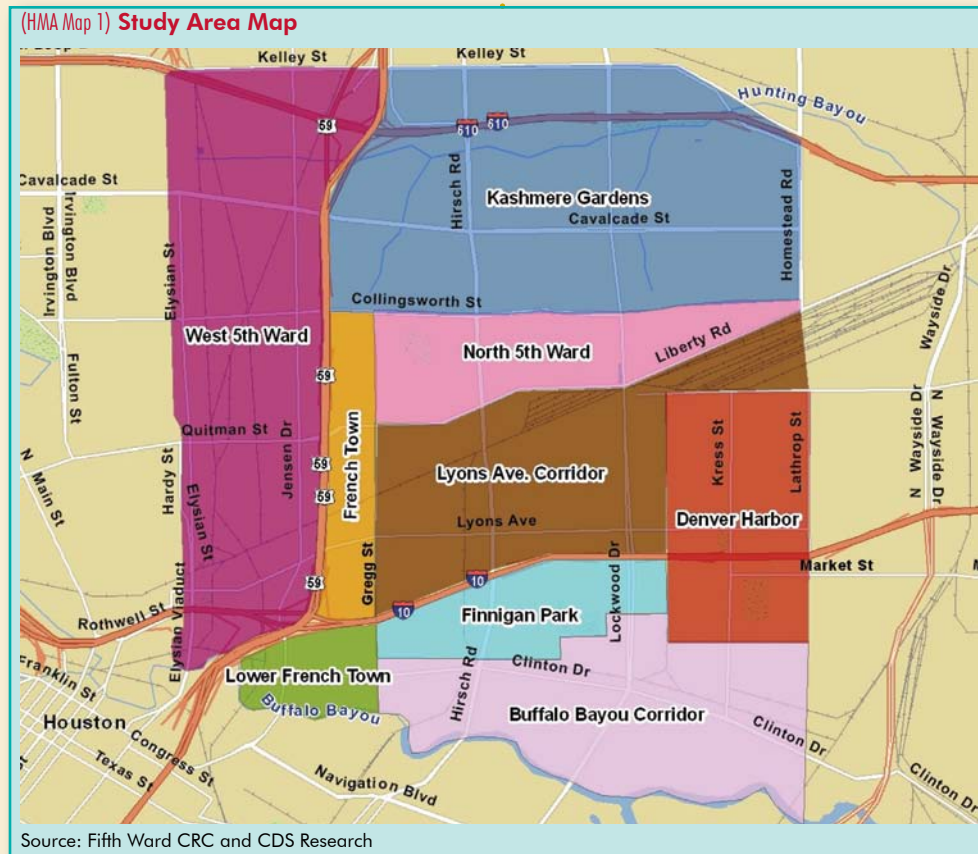 (HMA Map 1) Study Area Map
Kelley St
Kelley St
Hunting Bayou
59
610
610
Hirsch Rd
Kashmere Gardens
Cavalcade St
Cavalcade St
Homestead Rd
Irvington Blvd
Irvington Blvd
Elysian St
Collingsworth St
West 5th Ward
North 5th Ward
Liberty Rd
Wayside Dr
Fulton St
59
French Town
Quitman St
Jensen Dr
Kress St
Lathrop St
N Wayside Dr
N Wayside Dr
N Main St
Hardy St
Elysian St
59
59
Lyons Ave. Corridor
Lyons Ave
Denver Harbor
Gregg St
59
10
10
Market St
Lockwood Dr
Finnigan Park
Rothwell St
Elysian Viaduct
Franklin St
Lower French Town
Hirsch Rd
Clinton Dr
Buffalo Bayou
Buffalo Bayou Corridor
Houston
Congress St
Texas St
Navigation Blvd
Clinton Dr
Clinton Dr
Source: Fifth Ward CRC and CDS Research